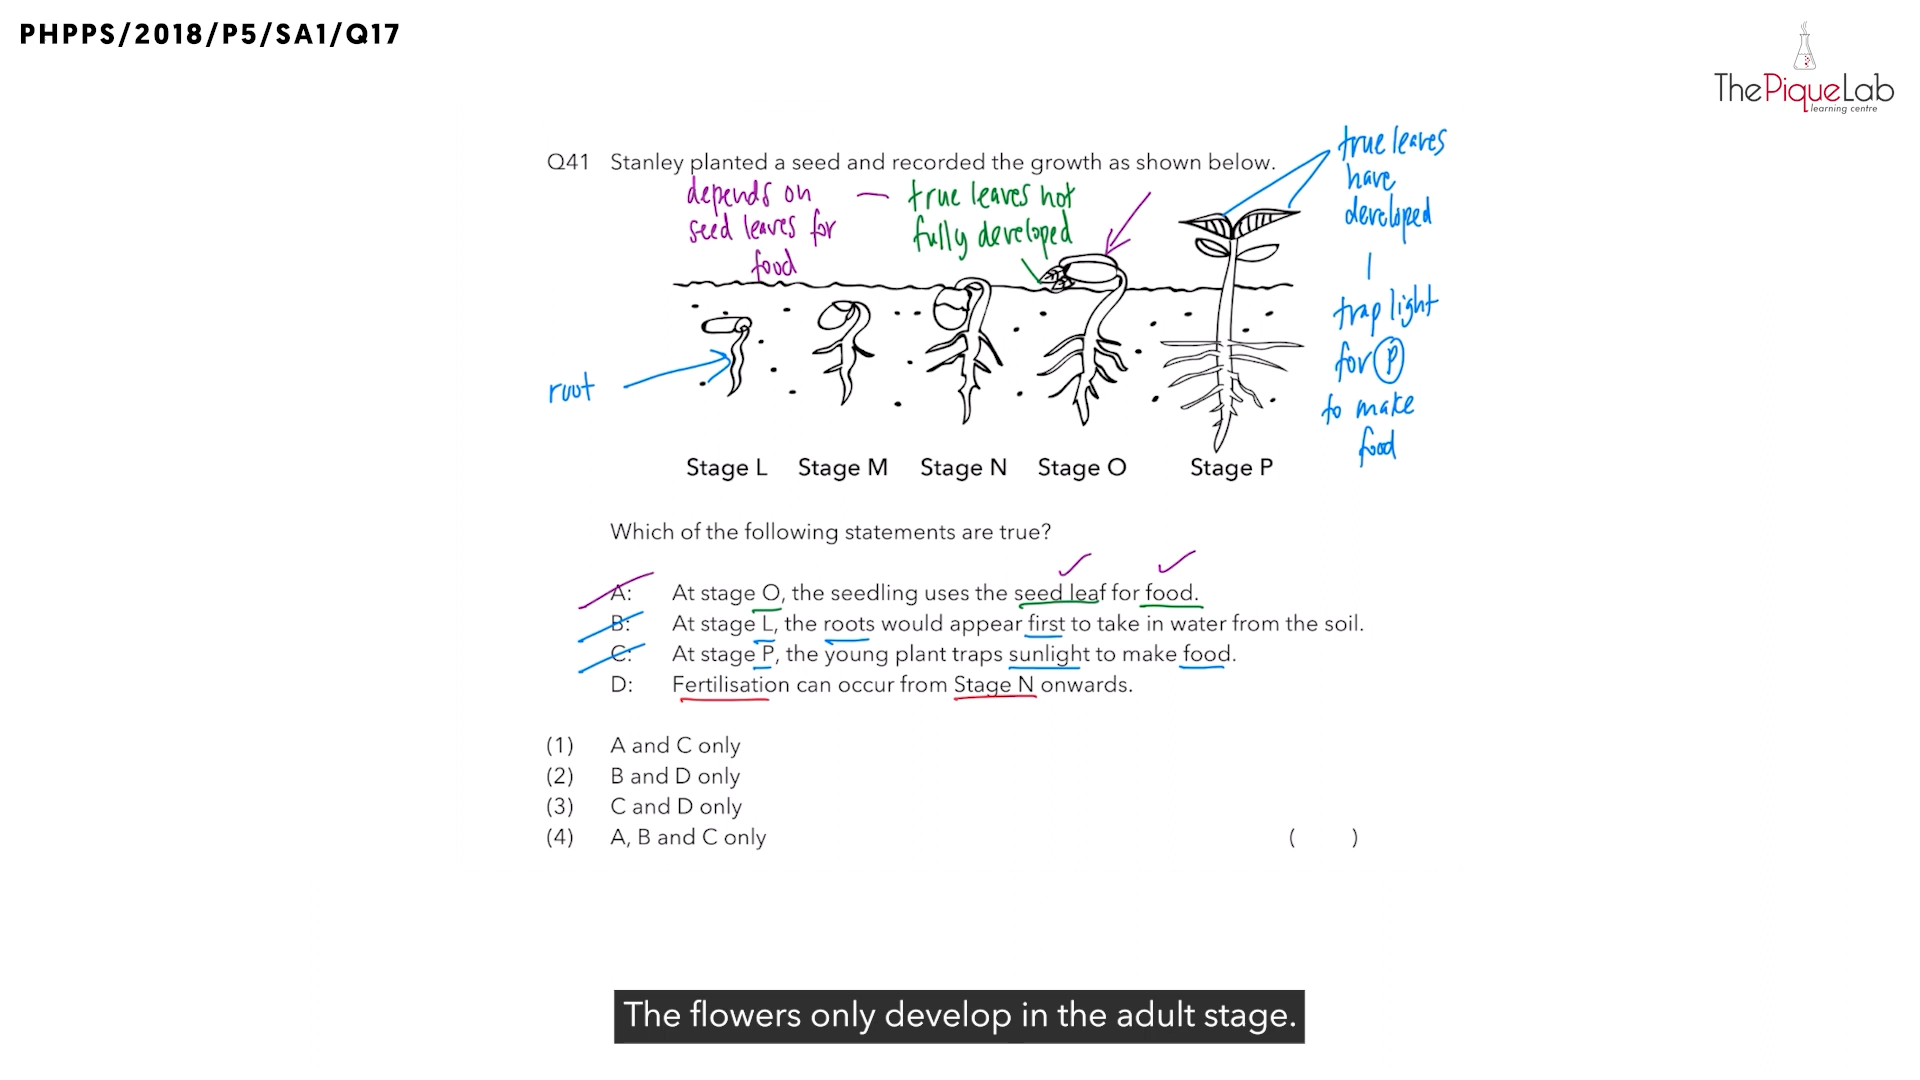 PHPPS/2018/P5/SA1/Q17
ThePiqueLab
learning centre
Q41 Stanley planted a seed and recorded the growth as shown below.
depends on
seed leaves for
food
true leaves not
fully developed
true leaves
have
developed
trap light
for P
to make
food
root
Stage L Stage M Stage N Stage O Stage P
Which of the following statements are true?
A: At stage O, the seedling uses the seed leaf for food.
B: At stage L, the roots would appear first to take in water from the soil.
C: At stage P, the young plant traps sunlight to make food.
D: Fertilisation can occur from Stage N onwards.
(1) A and C only
(2) B and D only
(3) C and D only
(4) A, B and C only ( )
The flowers only develop in the adult stage.